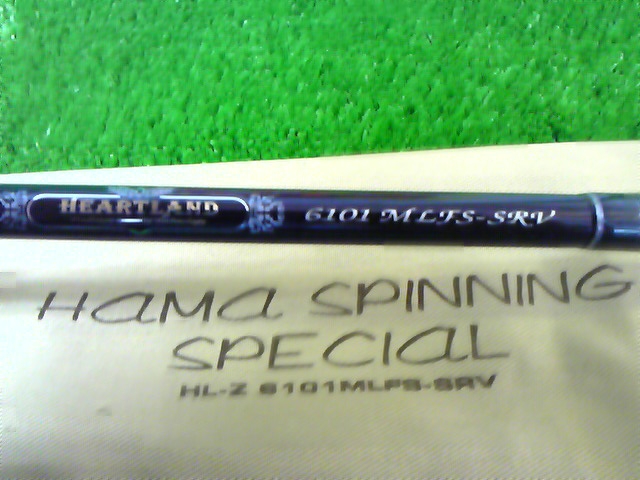 HEARTLAND
6101 MLFS-SRV
HAMA SPINNING
SPECIAL
HL-Z 6101MLFS-SRV